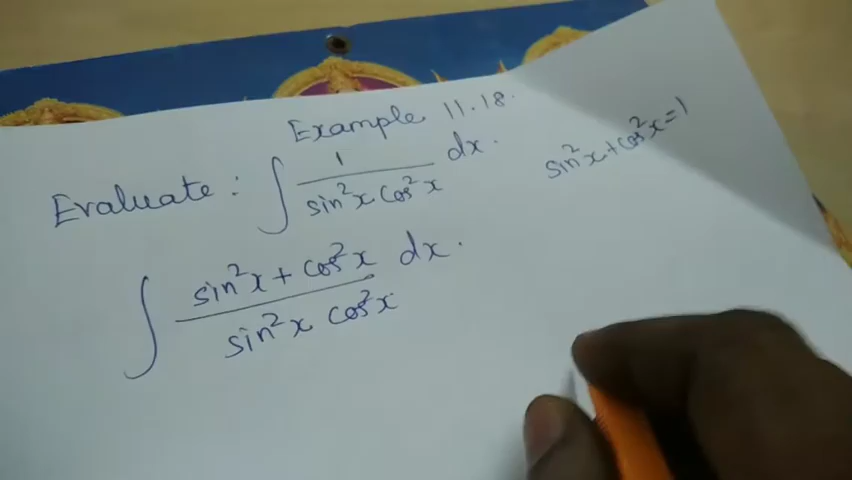 Example 11.18.
Evaluate : ∫ 1 / sin²x cos²x dx.
sin²x + cos²x = 1
∫ sin²x + cos²x / sin²x cos²x dx.